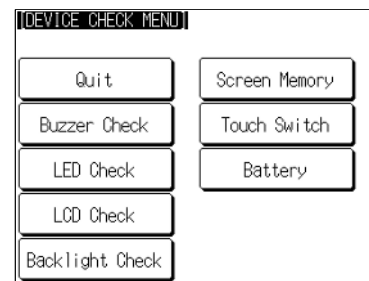 [DEVICE CHECK MENU]
Quit
Buzzer Check
LED Check
LCD Check
Backlight Check
Screen Memory
Touch Switch
Battery